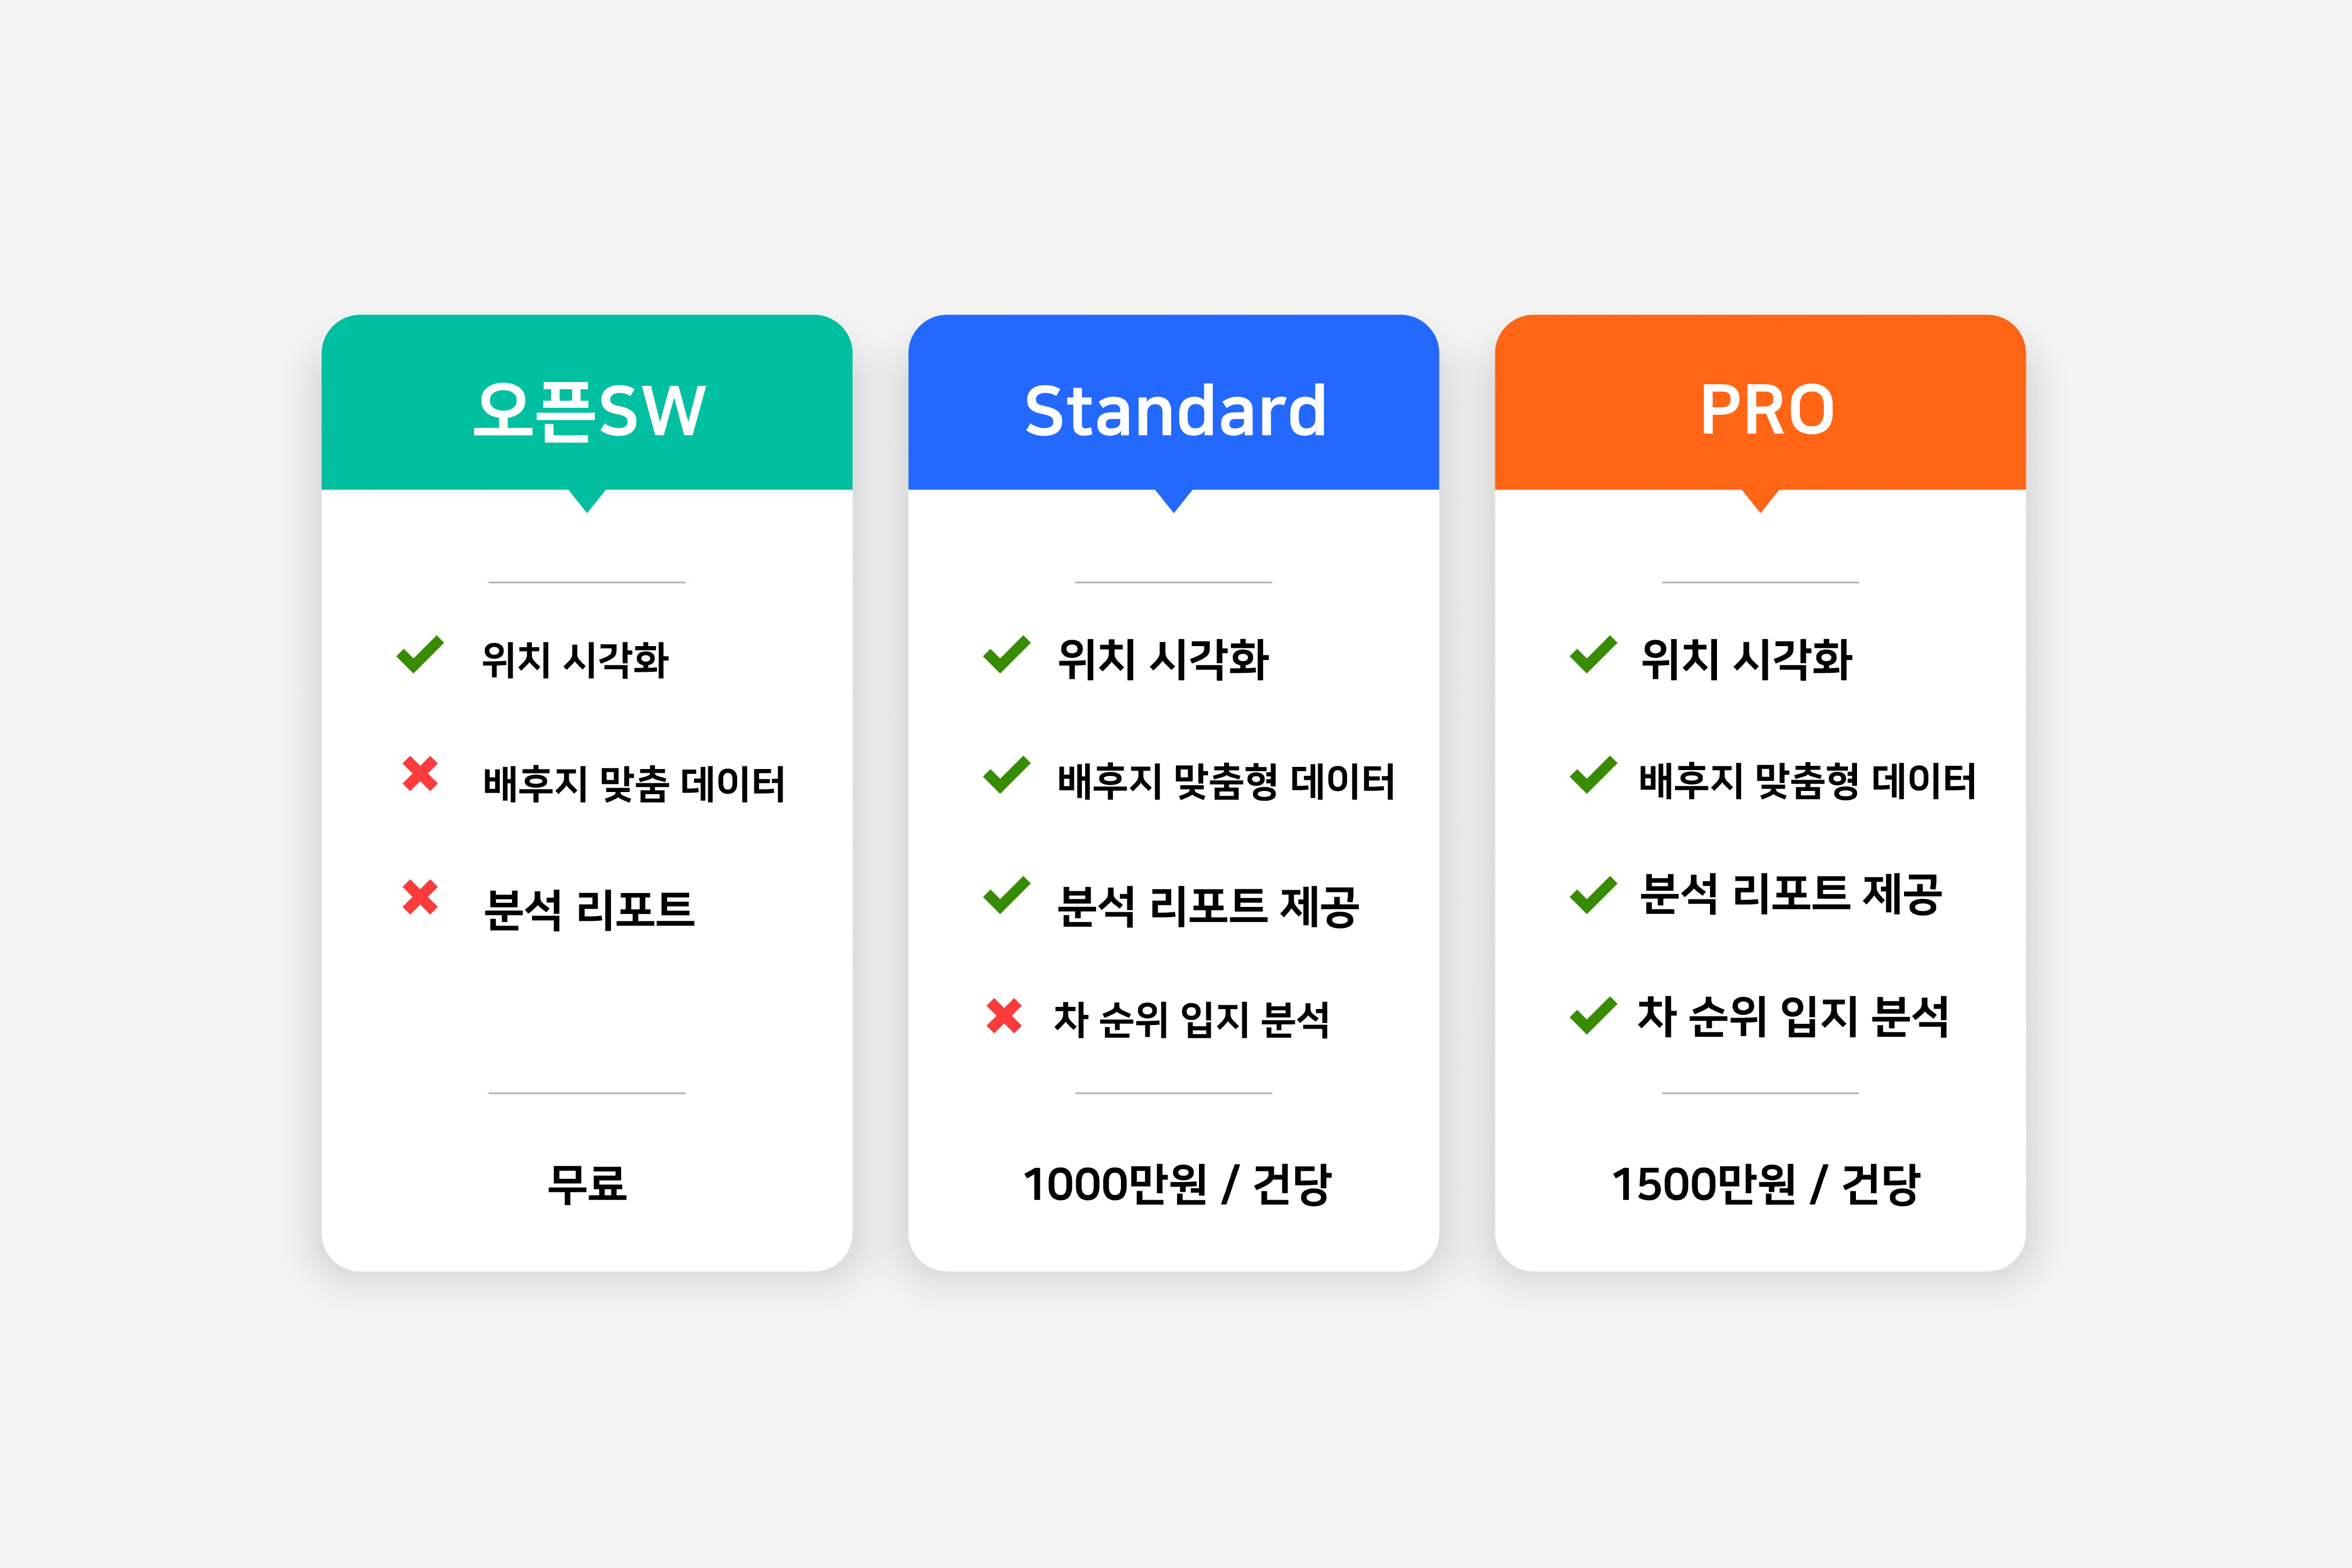 오픈SW
위치 시각화
배후지 맞춤 데이터
분석 리포트
무료
Standard
위치 시각화
배후지 맞춤형 데이터
분석 리포트 제공
차 순위 입지 분석
1000만원 / 건당
PRO
위치 시각화
배후지 맞춤형 데이터
분석 리포트 제공
차 순위 입지 분석
1500만원 / 건당